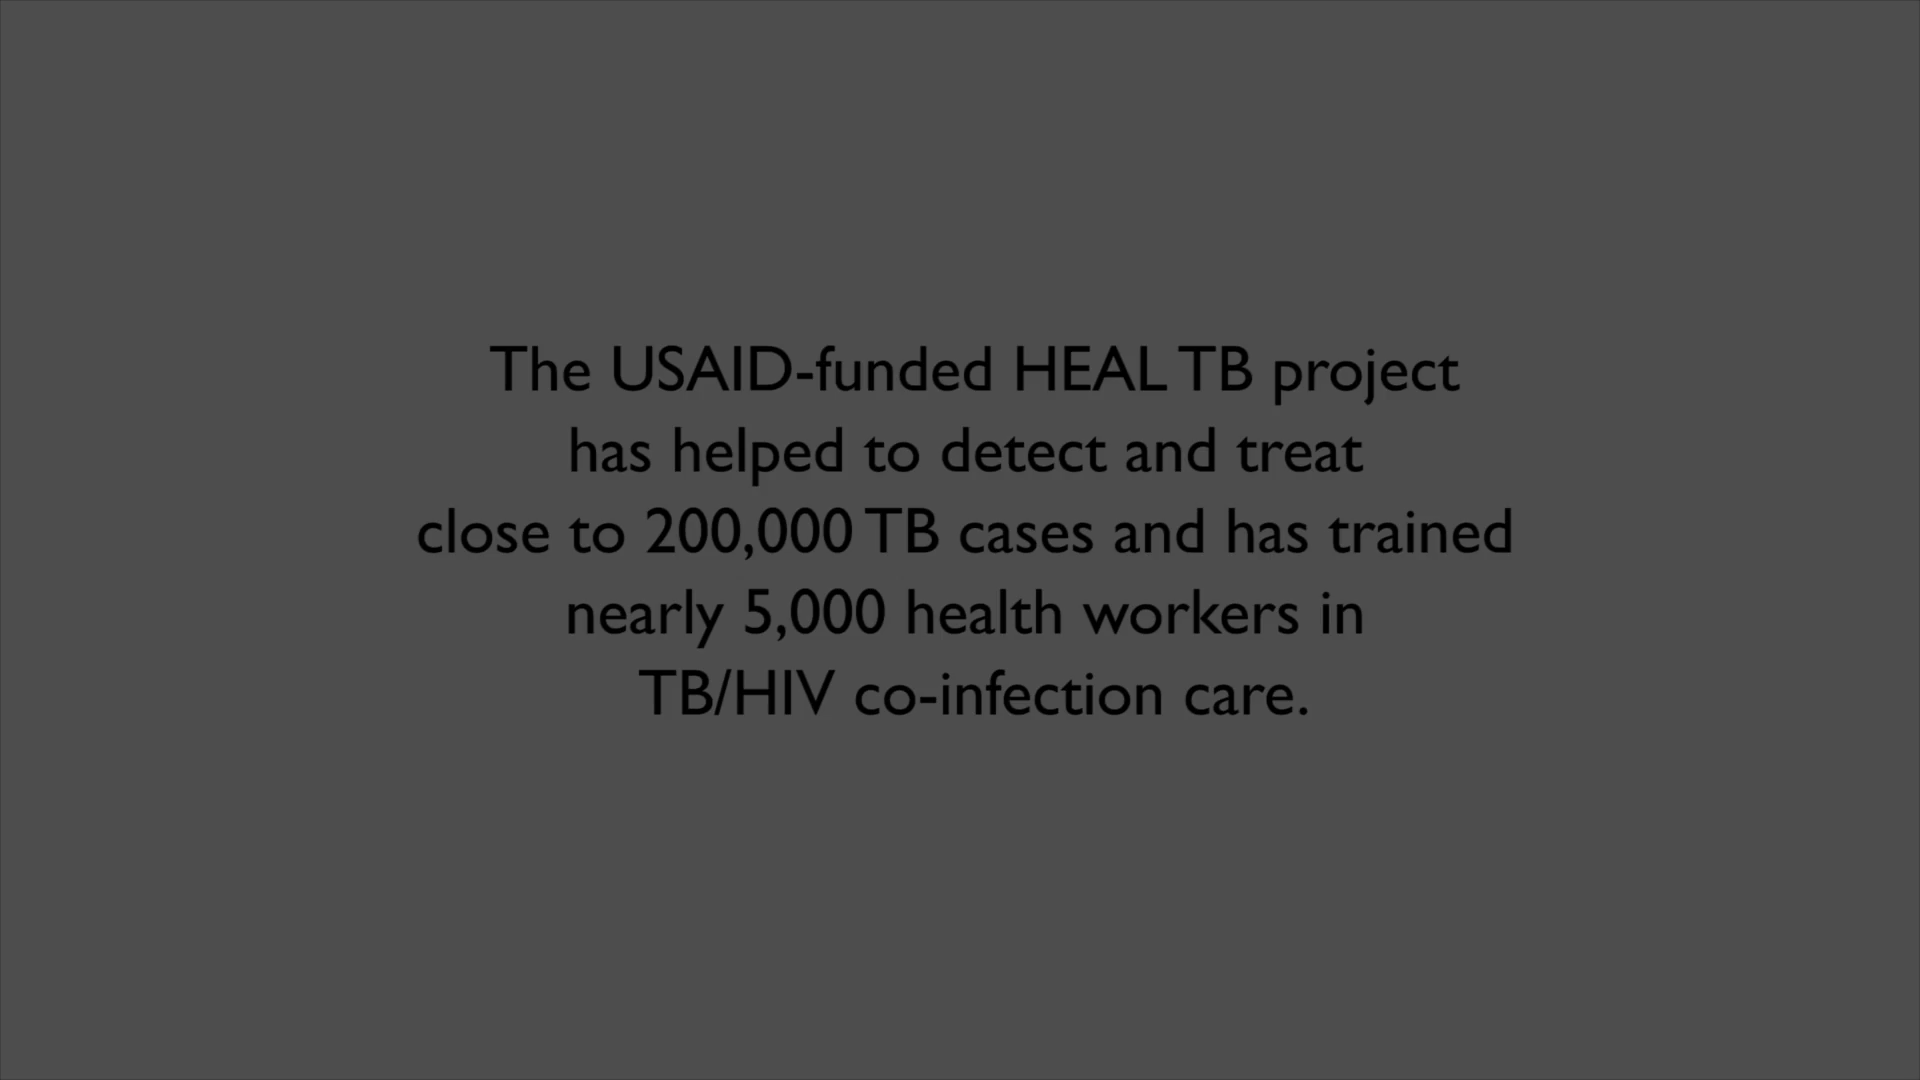 The USAID-funded HEAL TB project
has helped to detect and treat
close to 200,000 TB cases and has trained
nearly 5,000 health workers in
TB/HIV co-infection care.